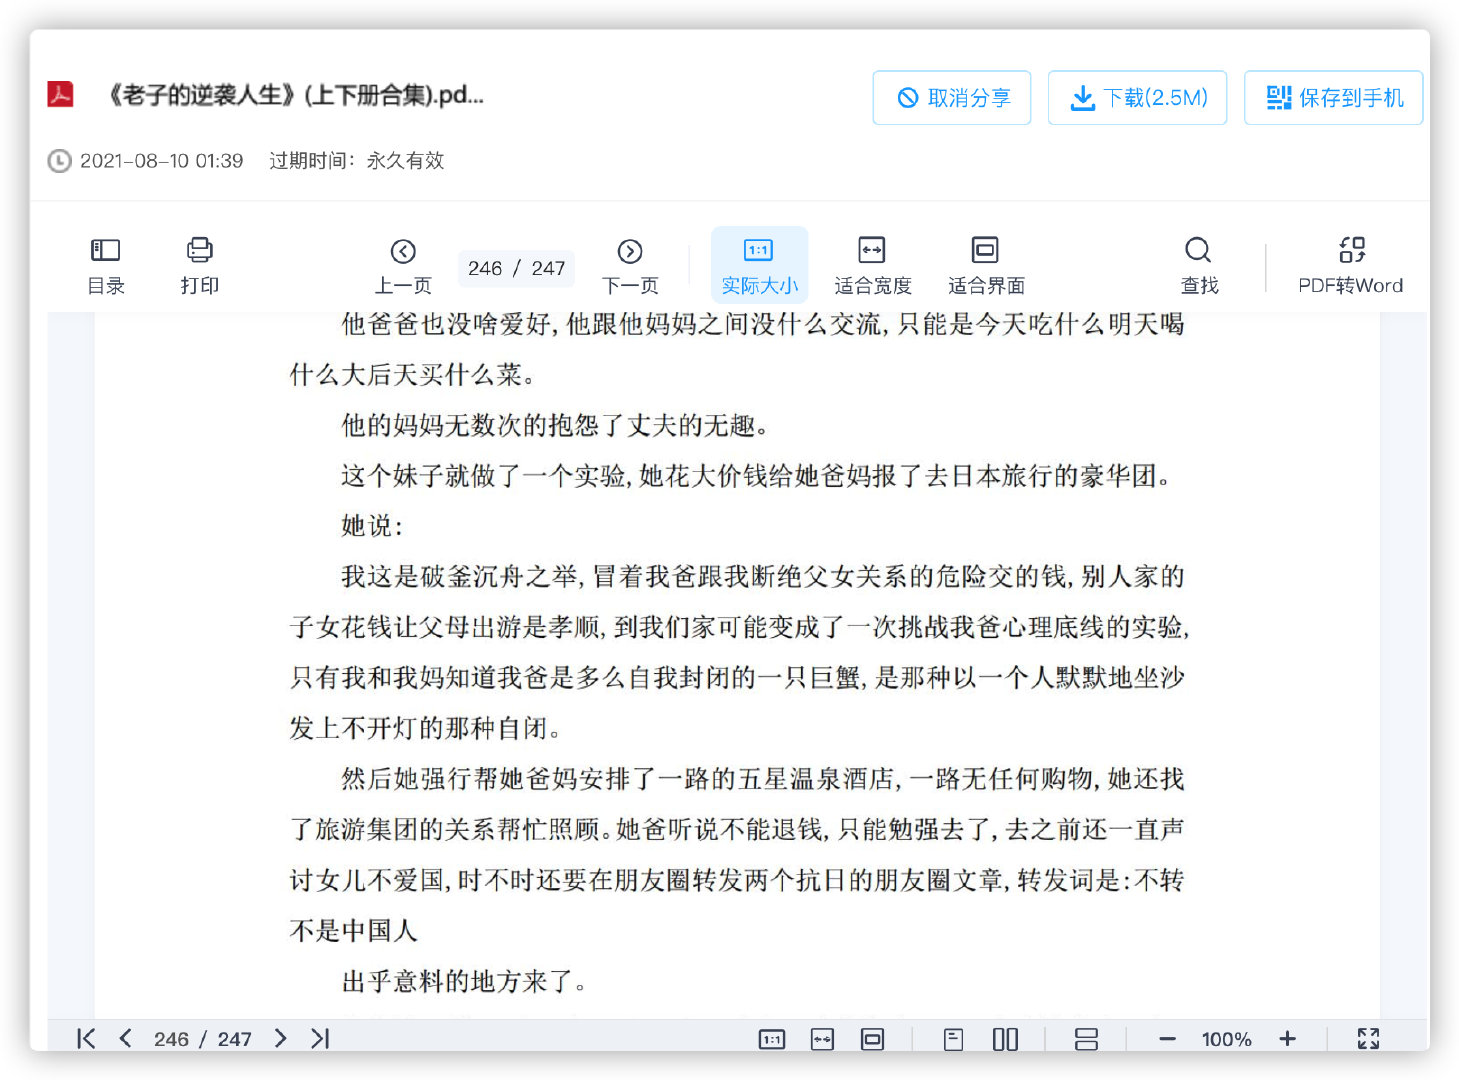 《老子的逆袭人生》(上下册合集).pd...
取消分享
下载(2.5M)
保存到手机
2021-08-10 01:39 过期时间：永久有效
目录
打印
上一页
246 / 247
下一页
1:1
实际大小
适合宽度
适合界面
查找
PDF转Word
他爸爸也没啥爱好，他跟他妈妈之间没什么交流，只能是今天吃什么明天喝
什么大后天买什么菜。
他的妈妈无数次的抱怨了丈夫的无趣。
这个妹子就做了一个实验，她花大价钱给她爸妈报了去日本旅行的豪华团。
她说：
我这是破釜沉舟之举，冒着我爸跟我断绝父女关系的危险交的钱，别人家的
子女花钱让父母出游是孝顺，到我们家可能变成了一次挑战我爸心理底线的实验，
只有我和我妈知道我爸是多么自我封闭的一只巨蟹，是那种以一个人默默地坐沙
发上不开灯的那种自闭。
然后她强行帮她爸妈安排了一路的五星温泉酒店，一路无任何购物，她还找
了旅游集团的关系帮忙照顾。她爸听说不能退钱，只能勉强去了，去之前还一直声
讨女儿不爱国，时不时还要在朋友圈转发两个抗日的朋友圈文章，转发词是：不转
不是中国人
出乎意料的地方来了。
246 / 247
1:1
100%